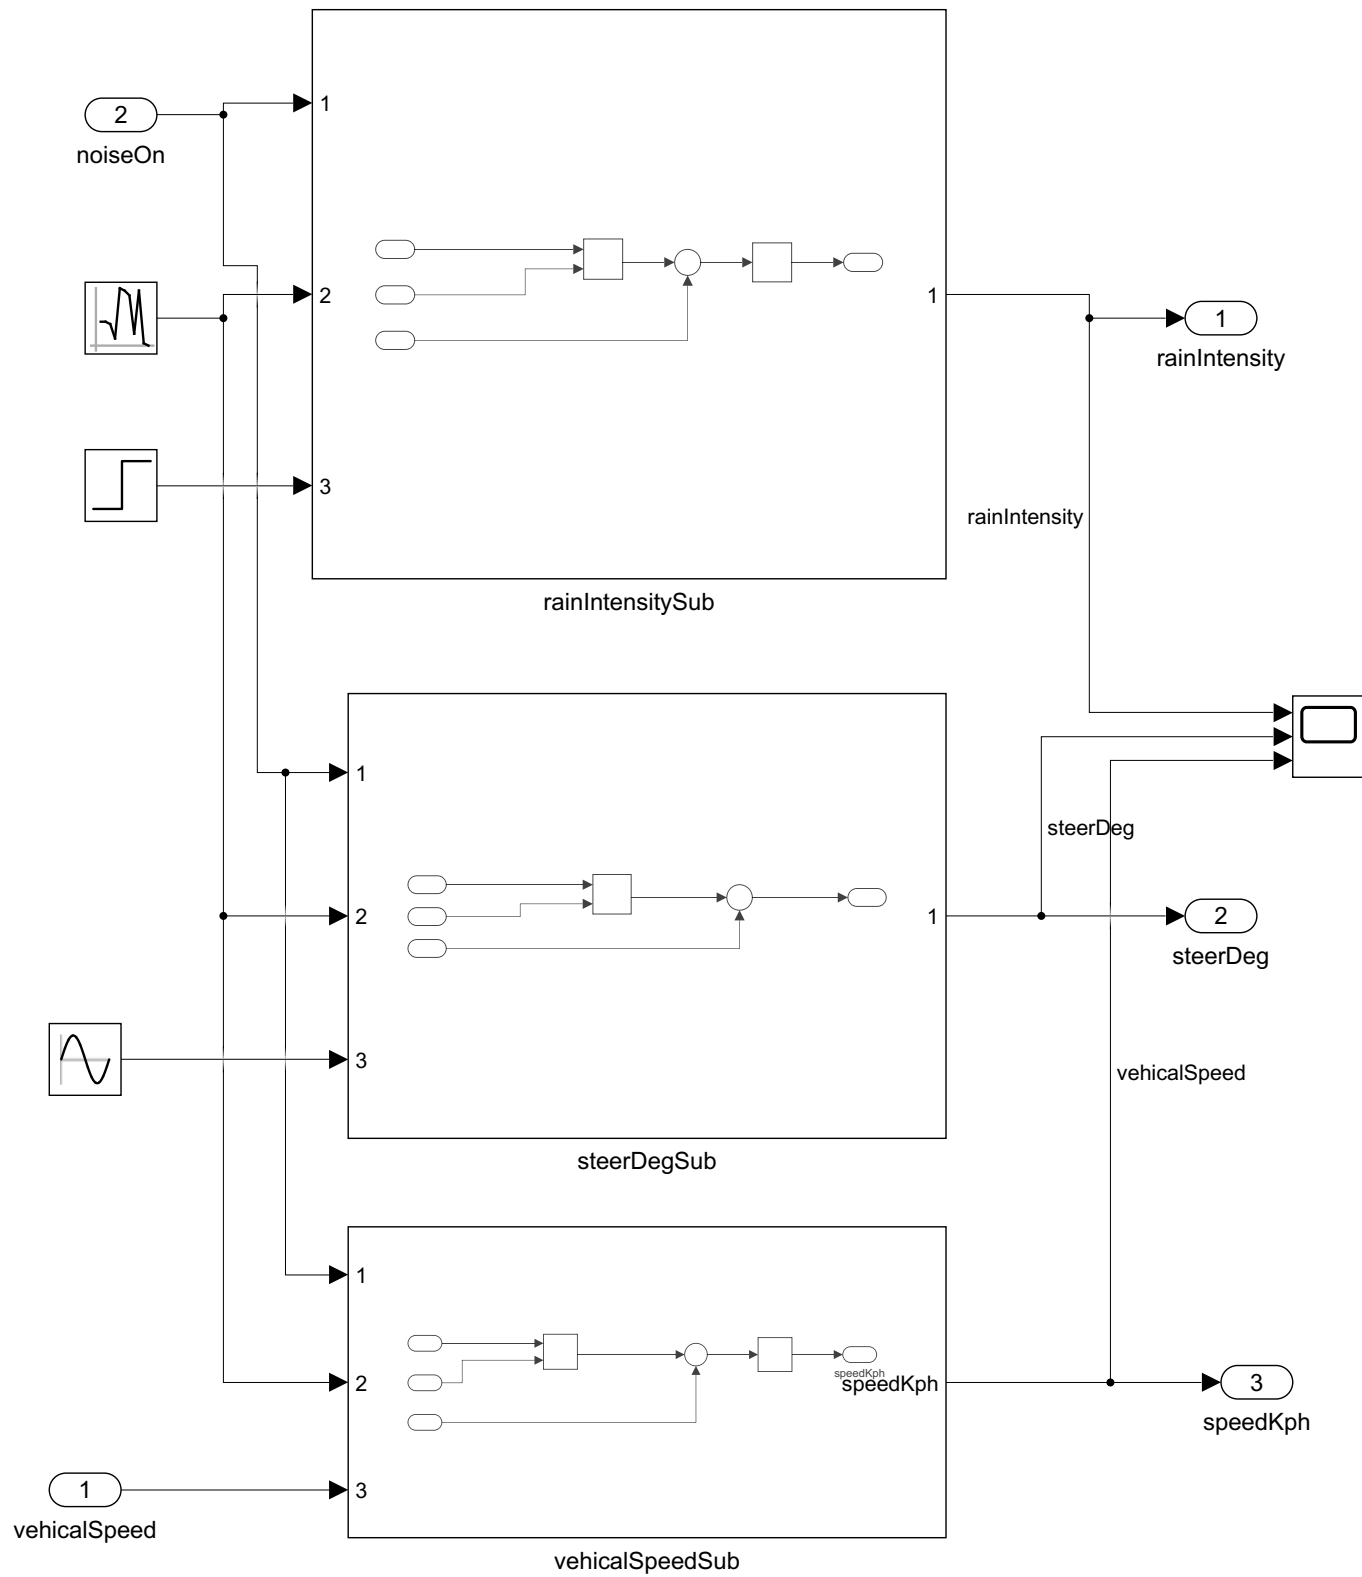 1
2
noiseOn
2
1
1
rainIntensity
3
rainIntensity
rainIntensitySub
1
steerDeg
2
1
2
steerDeg
3
vehicalSpeed
steerDegSub
1
speedKph
2
speedKph
3
speedKph
1
3
vehicalSpeed
vehicalSpeedSub